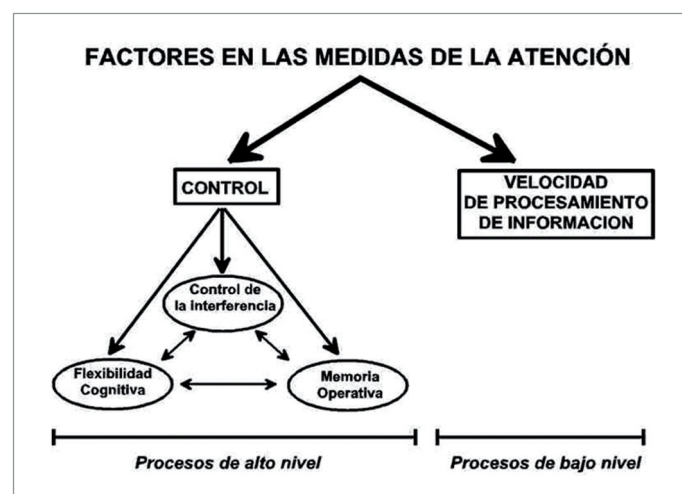 FACTORES EN LAS MEDIDAS DE LA ATENCIÓN
CONTROL
VELOCIDAD
DE PROCESAMIENTO
DE INFORMACION
Control de
la interferencia
Flexibilidad
Cognitiva
Memoria
Operativa
Procesos de alto nivel
Procesos de bajo nivel